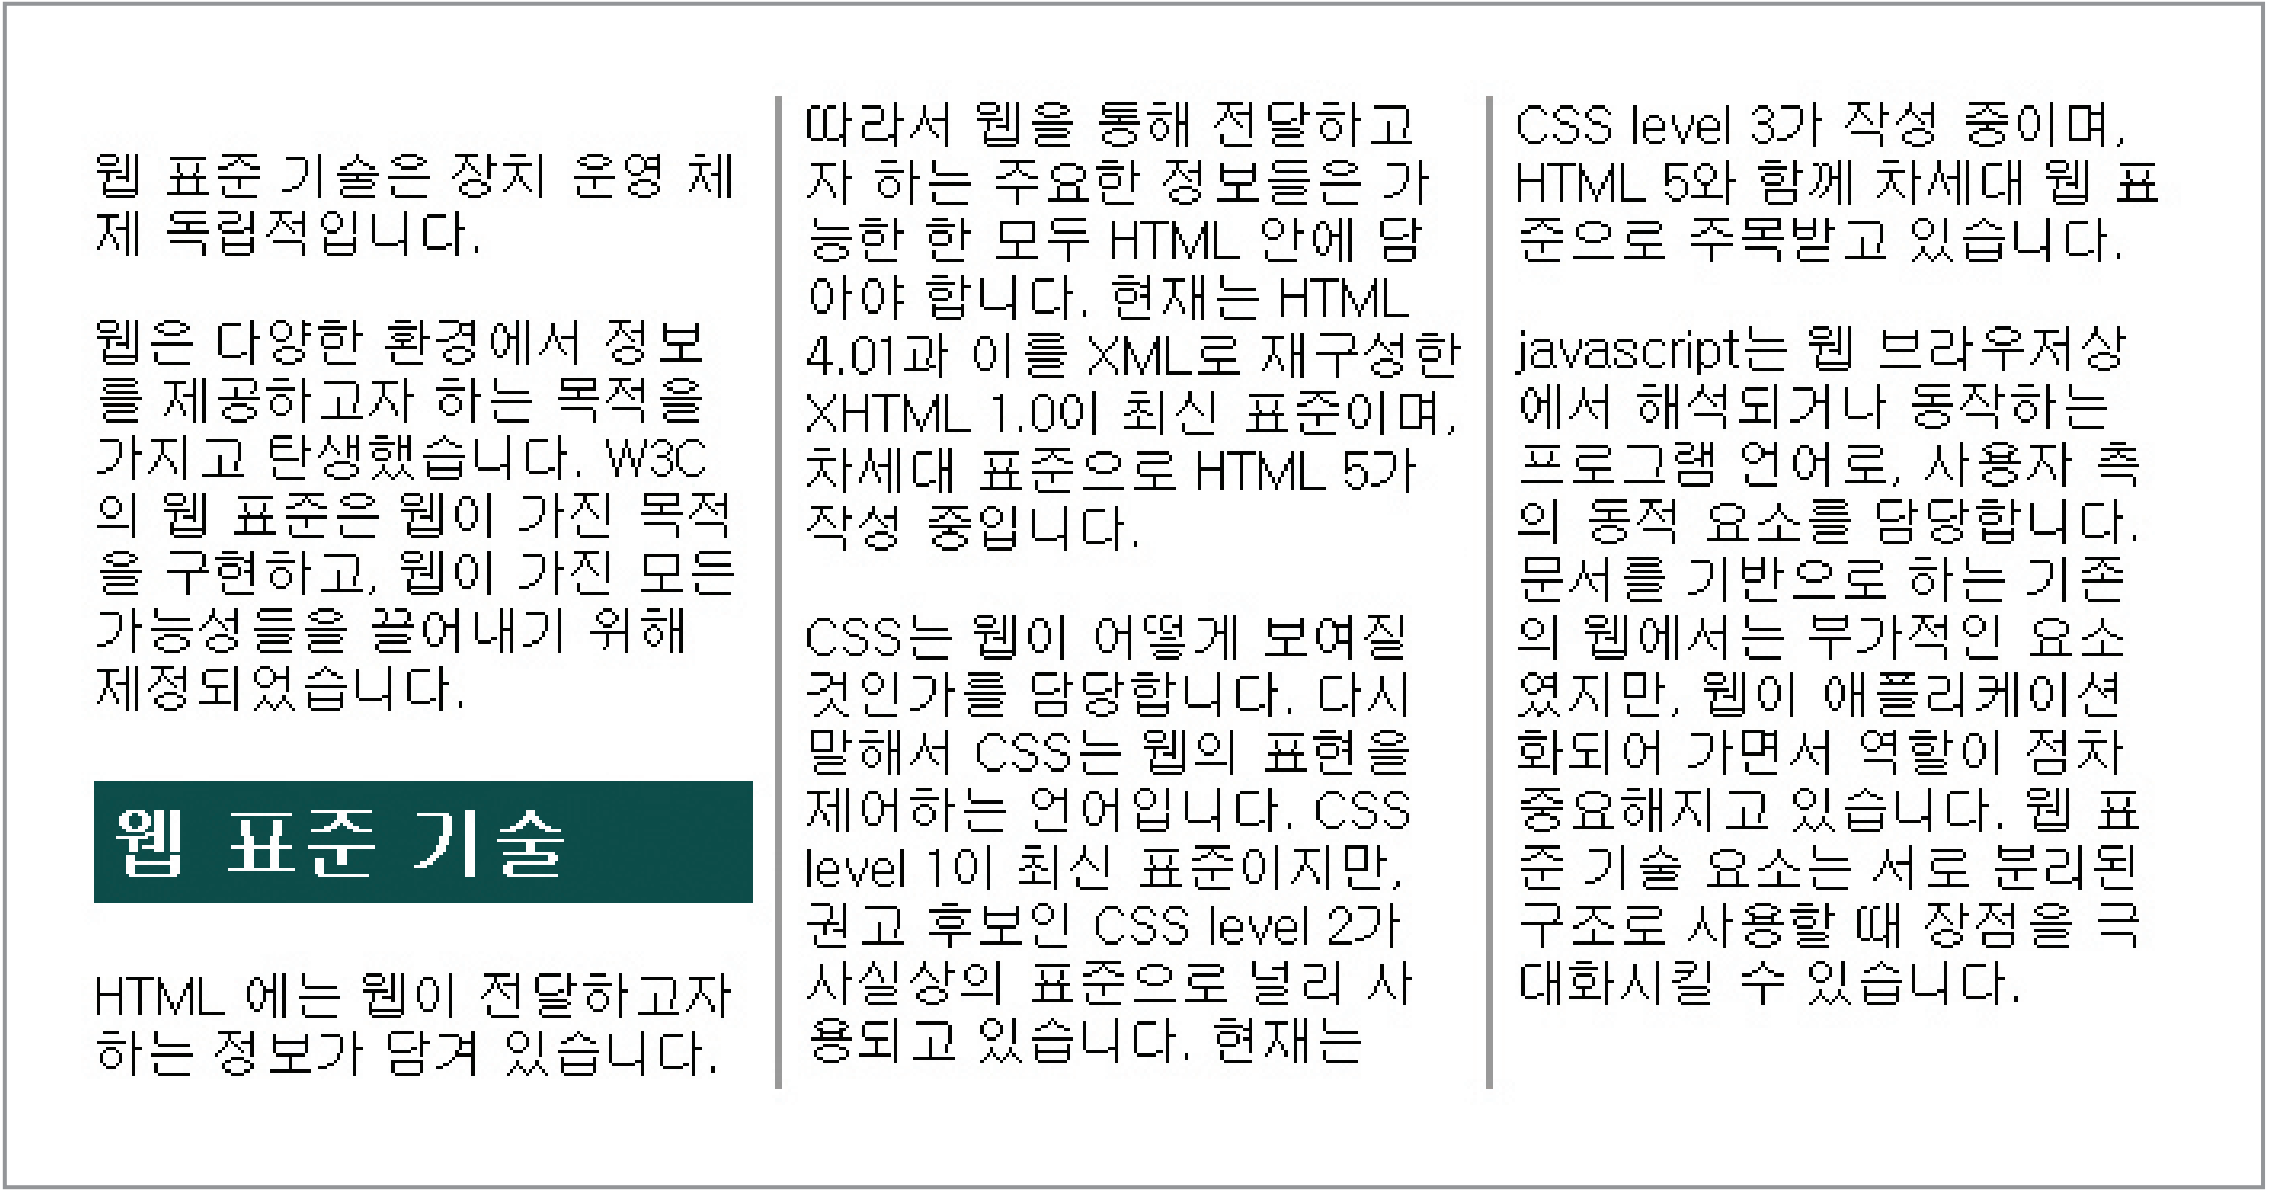 웹 표준 기술은 장치 운영 체
제 독립적입니다.
웹은 다양한 환경에서 정보
를 제공하고자 하는 목적을
가지고 탄생했습니다. W3C
의 웹 표준은 웹이 가진 목적
을 구현하고, 웹이 가진 모든
가능성들을 끌어내기 위해
제정되었습니다.
웹 표준 기술
HTML 에는 웹이 전달하고자
하는 정보가 담겨 있습니다.
따라서 웹을 통해 전달하고
자 하는 주요한 정보들은 가
능한 한 모두 HTML 안에 담
아야 합니다. 현재는 HTML
4.01과 이를 XML로 재구성한
XHTML 1.0이 최신 표준이며,
차세대 표준으로 HTML 5가
작성 중입니다.
CSS는 웹이 어떻게 보여질
것인가를 담당합니다. 다시
말해서 CSS는 웹의 표현을
제어하는 언어입니다. CSS
level 1이 최신 표준이지만,
권고 후보인 CSS level 2가
사실상의 표준으로 널리 사
용되고 있습니다. 현재는
CSS level 3가 작성 중이며,
HTML 5와 함께 차세대 웹 표
준으로 주목받고 있습니다.
javascript는 웹 브라우저상
에서 해석되거나 동작하는
프로그램 언어로, 사용자 측
의 동적 요소를 담당합니다.
문서를 기반으로 하는 기존
의 웹에서는 부가적인 요소
였지만, 웹이 애플리케이션
화되어 가면서 역할이 점차
중요해지고 있습니다. 웹 표
준 기술 요소는 서로 분리된
구조로 사용할 때 장점을 극
대화시킬 수 있습니다.